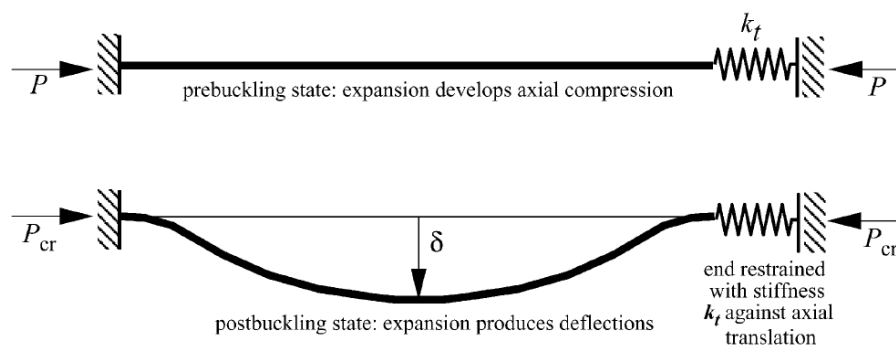 k_t
P
P
prebuckling state: expansion develops axial compression
P_cr
δ
P_cr
end restrained
with stiffness
k_t against axial
translation
postbuckling state: expansion produces deflections